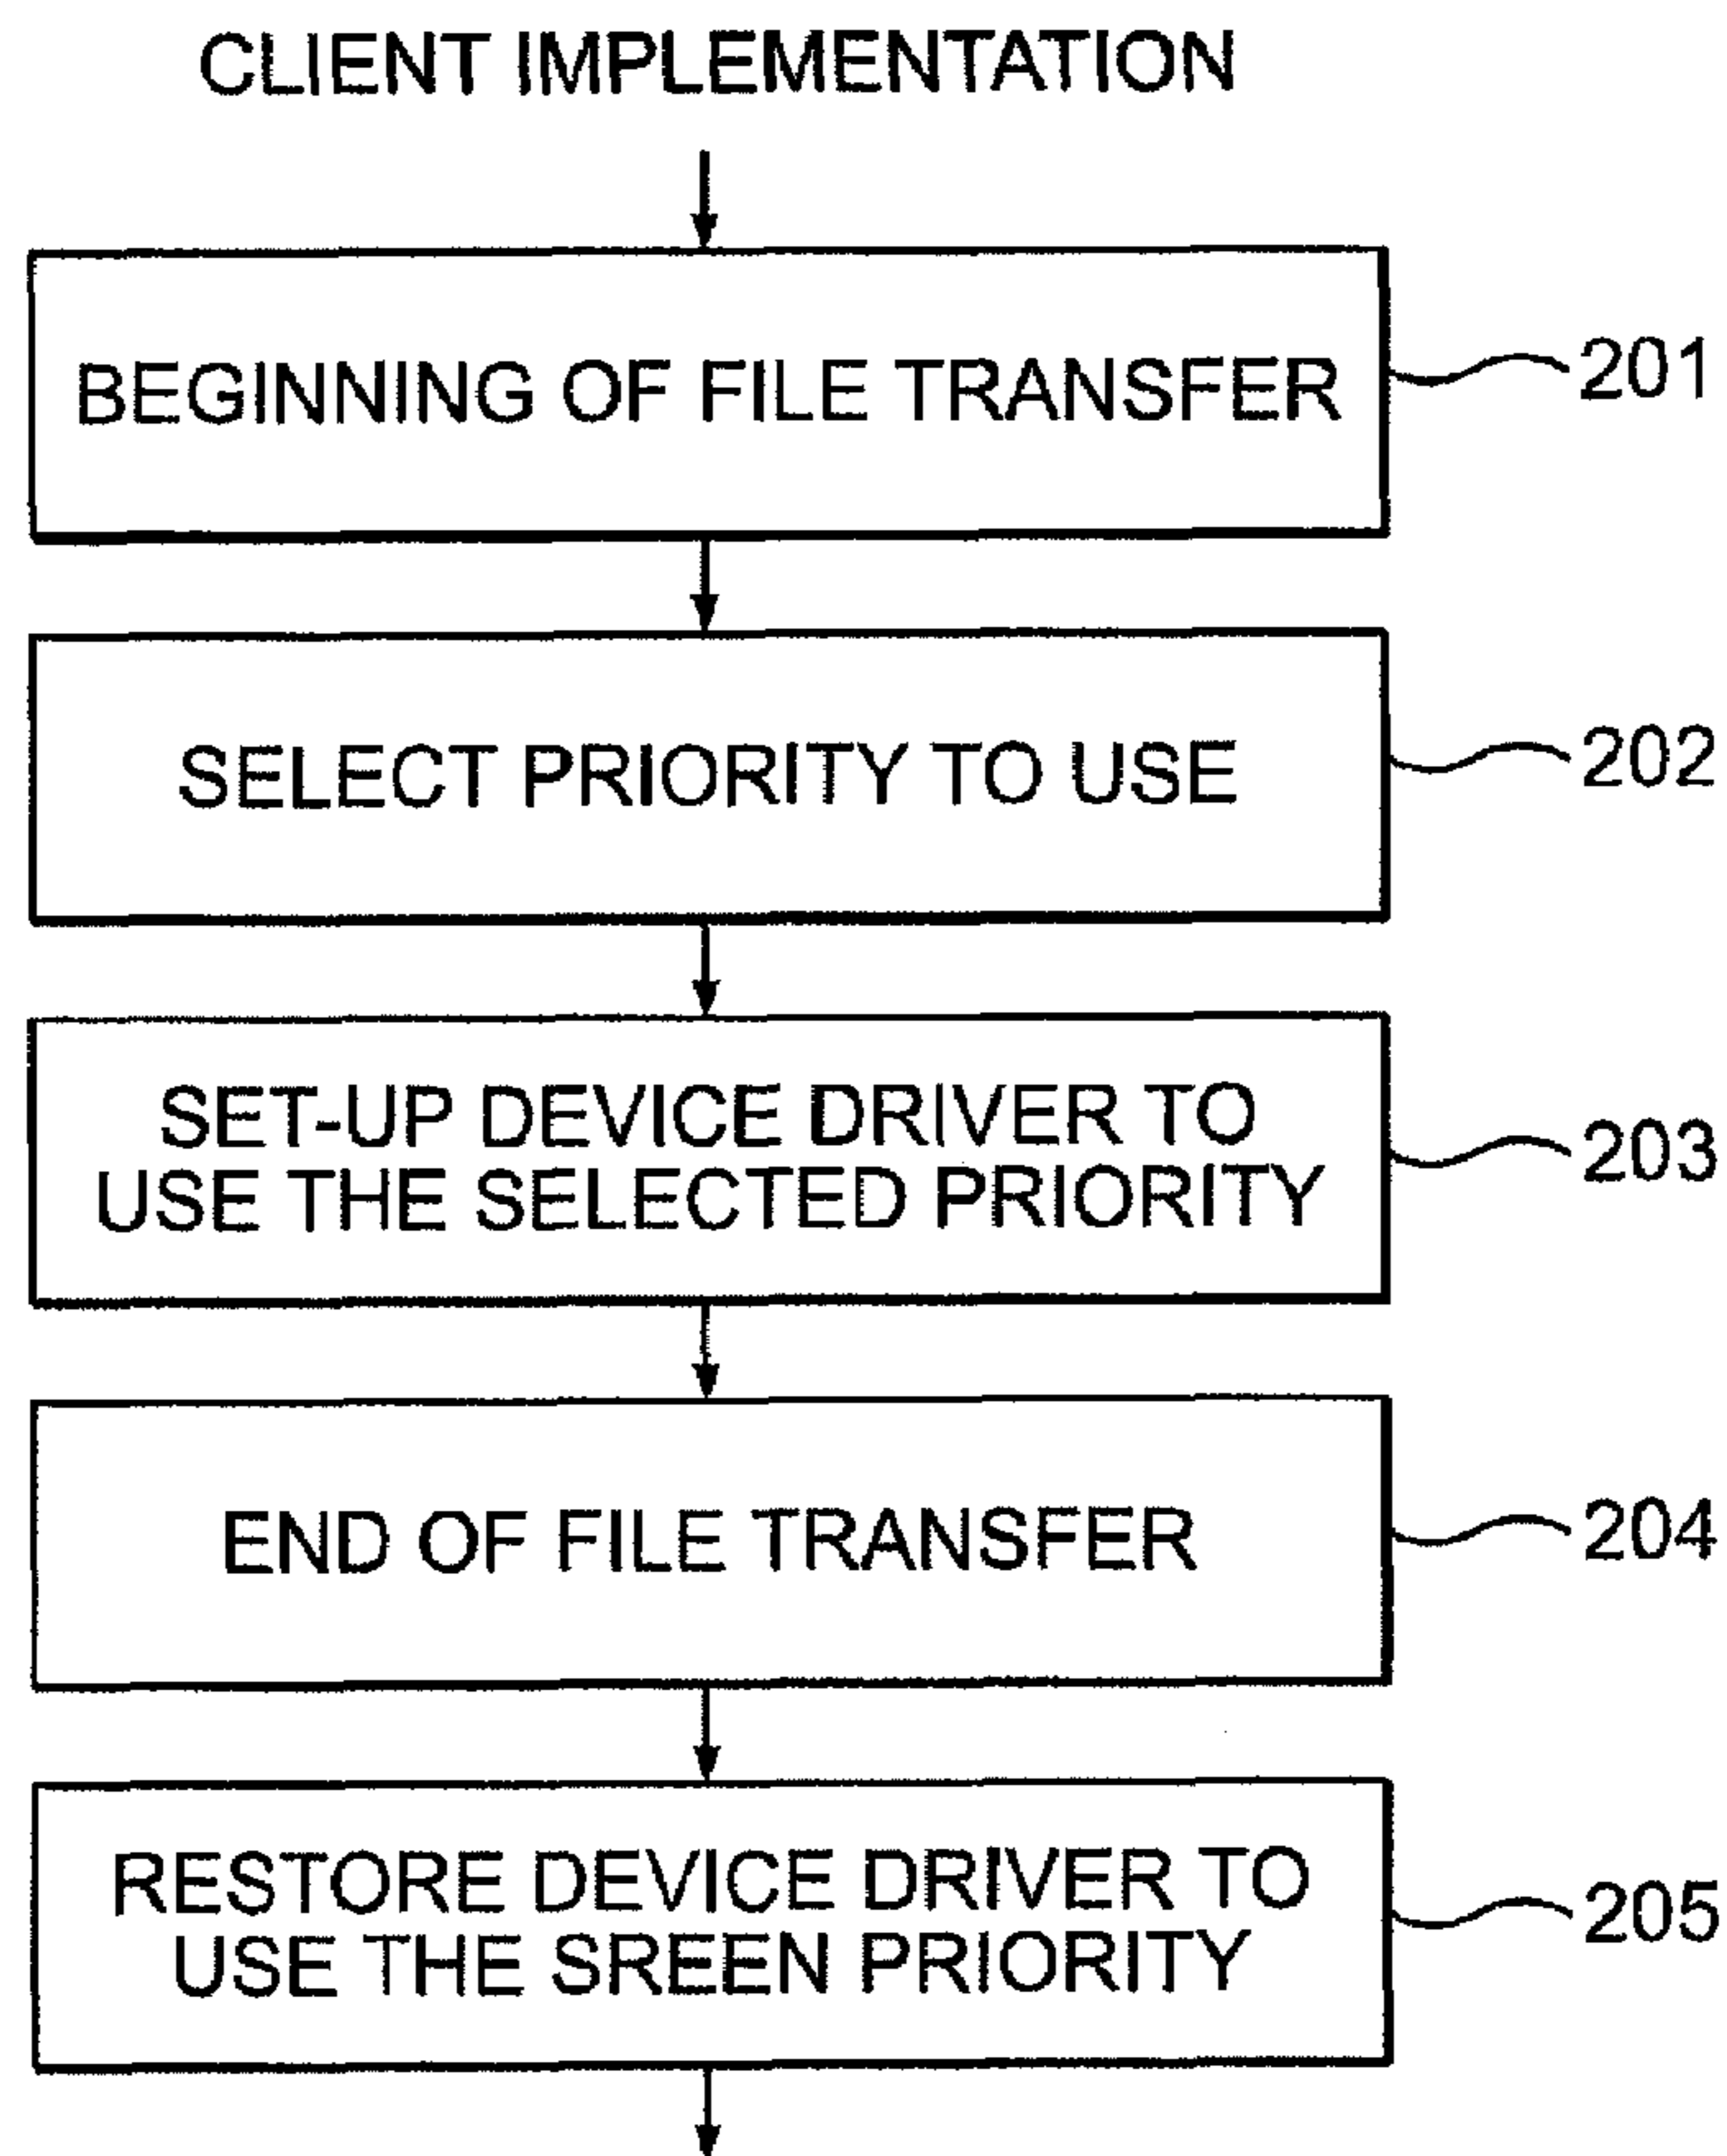 CLIENT IMPLEMENTATION
BEGINNING OF FILE TRANSFER
201
SELECT PRIORITY TO USE
202
SET-UP DEVICE DRIVER TO
USE THE SELECTED PRIORITY
203
END OF FILE TRANSFER
204
RESTORE DEVICE DRIVER TO
USE THE SREEN PRIORITY
205